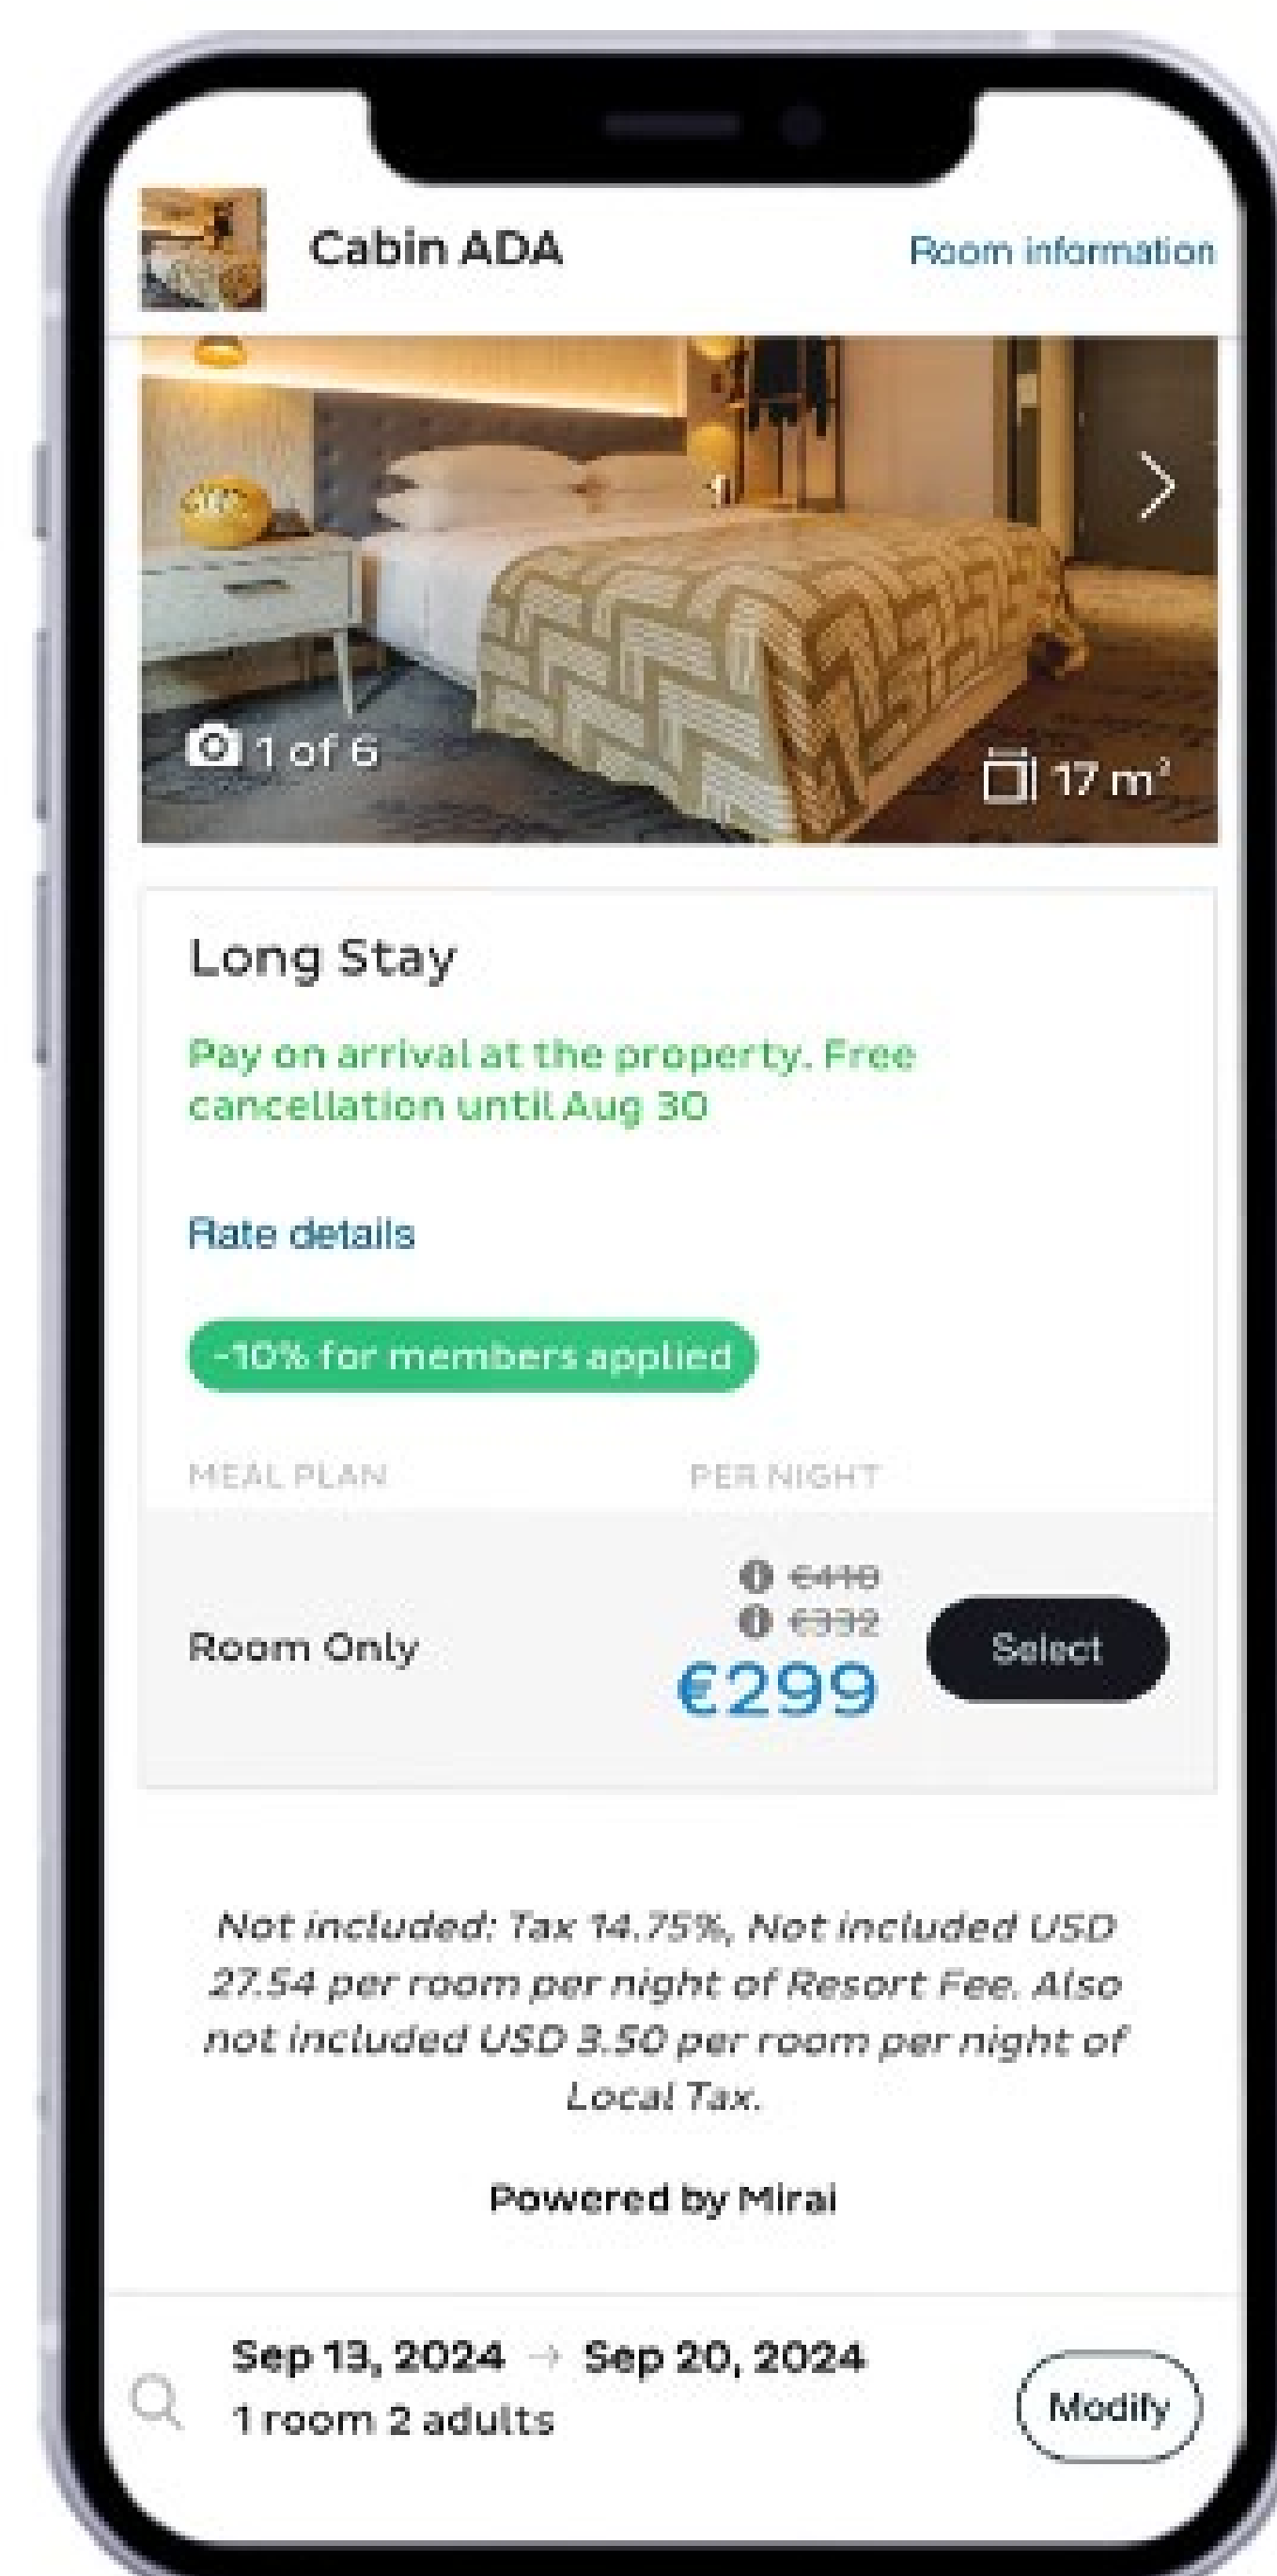 Cabin ADA
Room information
1 of 6
17 m²
Long Stay
Pay on arrival at the property. Free
cancellation until Aug 30
Rate details
-10% for members applied
MEAL PLAN
PER NIGHT
€410
€332
Room Only
€299
Select
Not included: Tax 14.75%, Not included USD
27.54 per room per night of Resort Fee. Also
not included USD 3.50 per room per night of
Local Tax.
Powered by Mirai
Sep 13, 2024 → Sep 20, 2024
1 room 2 adults
Modify